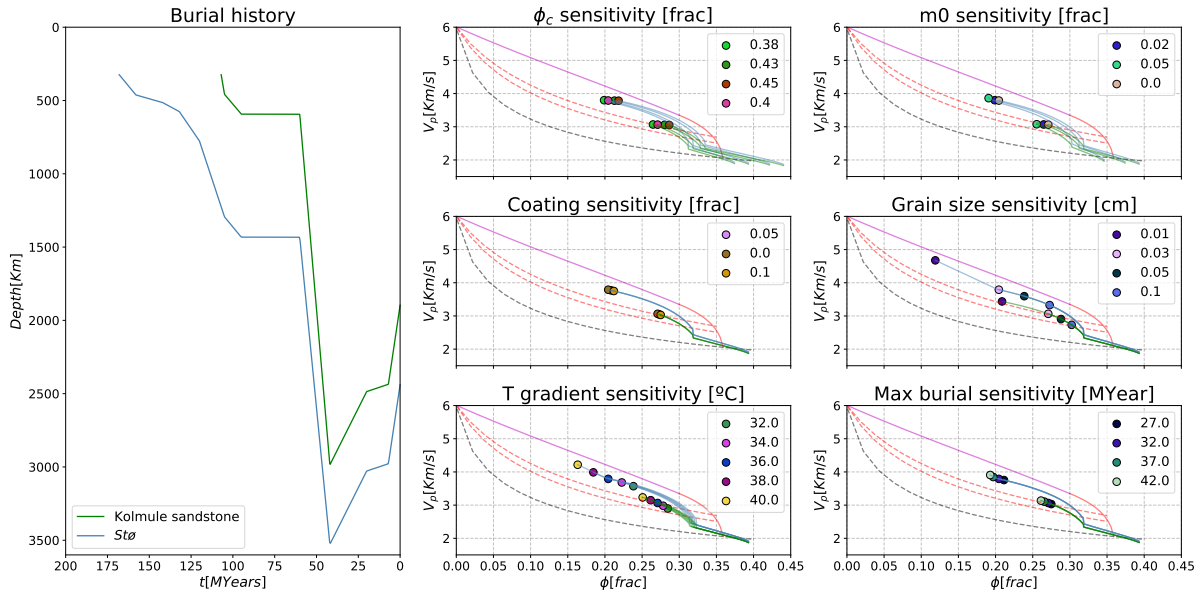 Burial history
0
500
1000
1500
2000
2500
3000
3500
Depth[Km]
200 175 150 125 100 75 50 25 0
t[MYears]
Kolmule sandstone
Stø
ϕc sensitivity [frac]
6
5
4
3
2
Vp[Km/s]
0.38
0.43
0.45
0.4
m0 sensitivity [frac]
6
5
4
3
2
Vp[Km/s]
0.02
0.05
0.0
Coating sensitivity [frac]
6
5
4
3
2
Vp[Km/s]
0.05
0.0
0.1
Grain size sensitivity [cm]
6
5
4
3
2
Vp[Km/s]
0.01
0.03
0.05
0.1
T gradient sensitivity [ºC]
6
5
4
3
2
Vp[Km/s]
32.0
34.0
36.0
38.0
40.0
0.00 0.05 0.10 0.15 0.20 0.25 0.30 0.35 0.40 0.45
ϕ[frac]
Max burial sensitivity [MYear]
6
5
4
3
2
Vp[Km/s]
27.0
32.0
37.0
42.0
0.00 0.05 0.10 0.15 0.20 0.25 0.30 0.35 0.40 0.45
ϕ[frac]